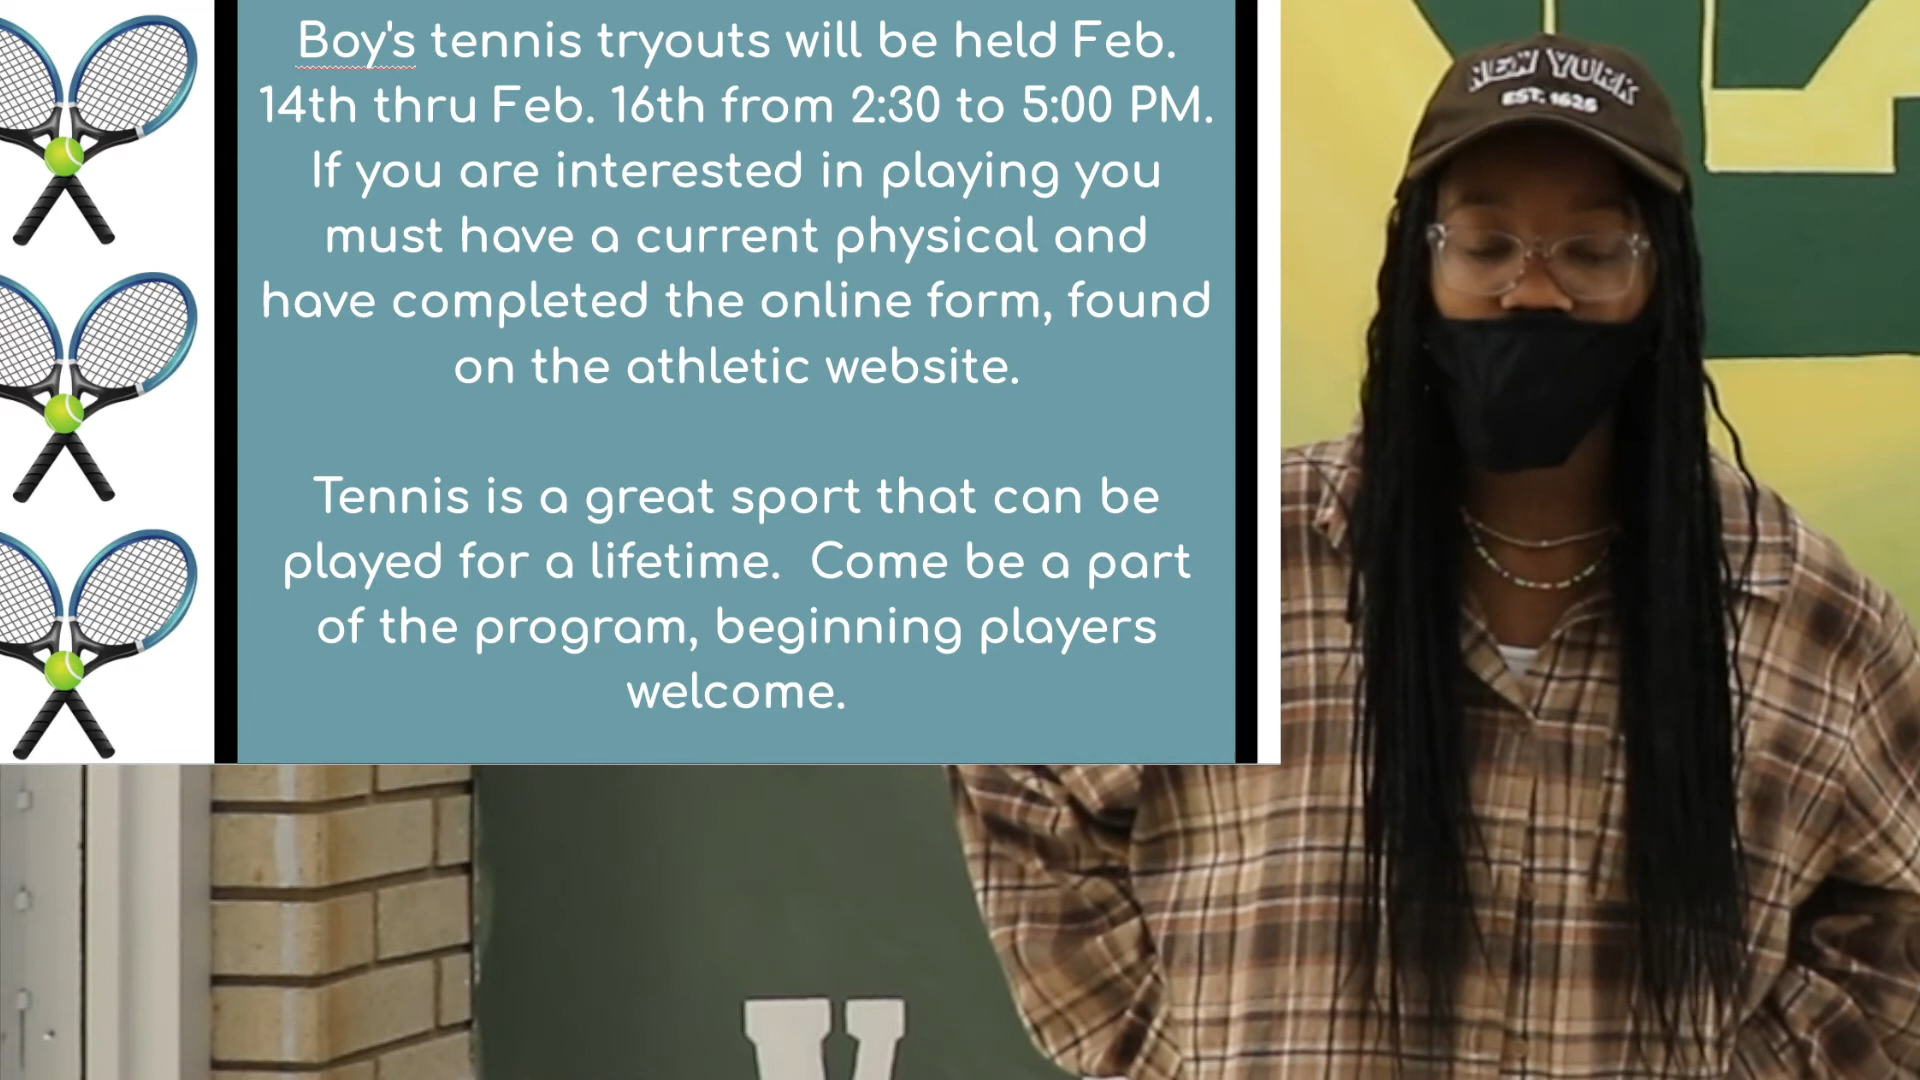 Boy's tennis tryouts will be held Feb.
14th thru Feb. 16th from 2:30 to 5:00 PM.
If you are interested in playing you
must have a current physical and
have completed the online form, found
on the athletic website.
Tennis is a great sport that can be
played for a lifetime.  Come be a part
of the program, beginning players
welcome.
NEW YORK
EST. 1626